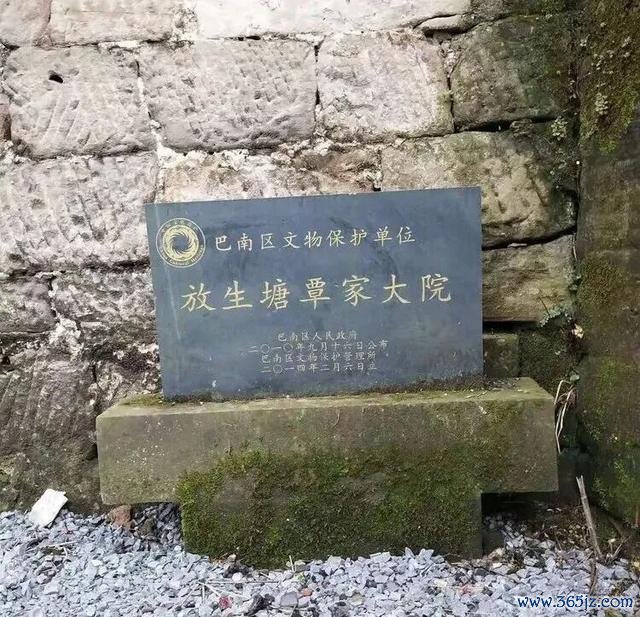 巴南区文物保护单位
放生塘覃家大院
巴南区人民政府
二〇一〇年九月十六日公布
巴南区文物保护管理所
二〇一四年二月六日立
www.365jz.com